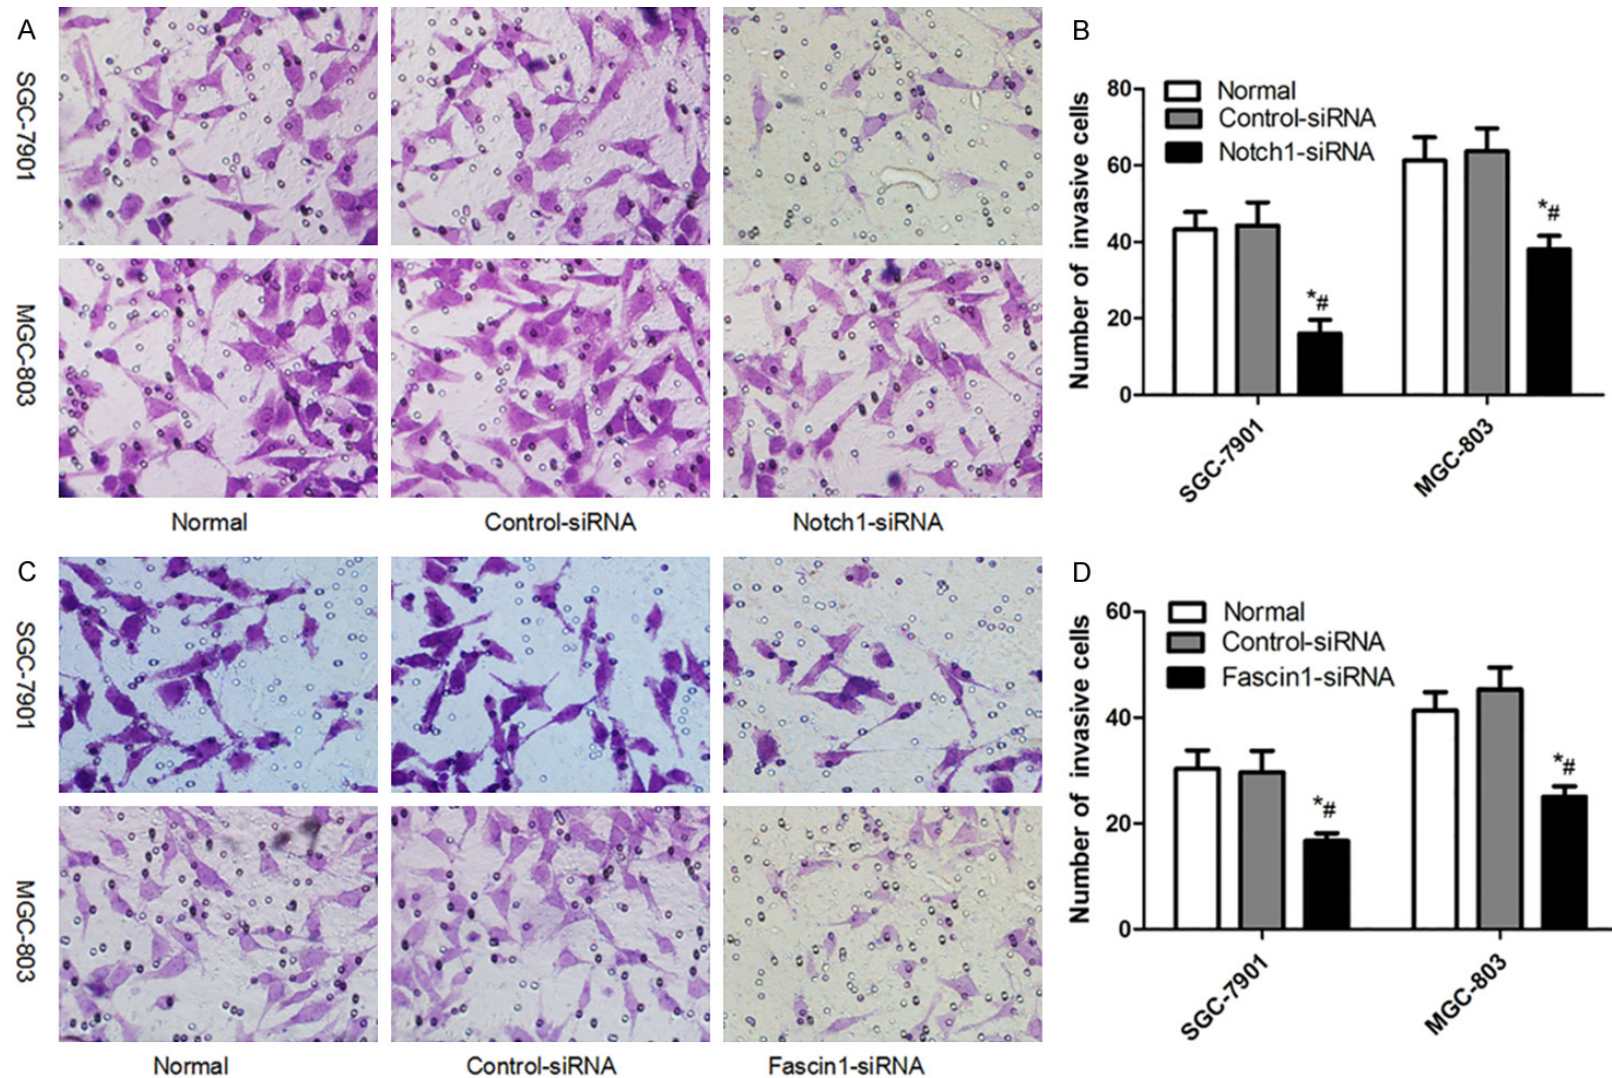 A
SGC-7901
MGC-803
Normal
Control-siRNA
Notch1-siRNA
B
Number of invasive cells
80
60
40
20
0
Normal
Control-siRNA
Notch1-siRNA
*#
*#
SGC-7901
MGC-803
C
SGC-7901
MGC-803
Normal
Control-siRNA
Fascin1-siRNA
D
Number of invasive cells
60
40
20
0
Normal
Control-siRNA
Fascin1-siRNA
*#
*#
SGC-7901
MGC-803